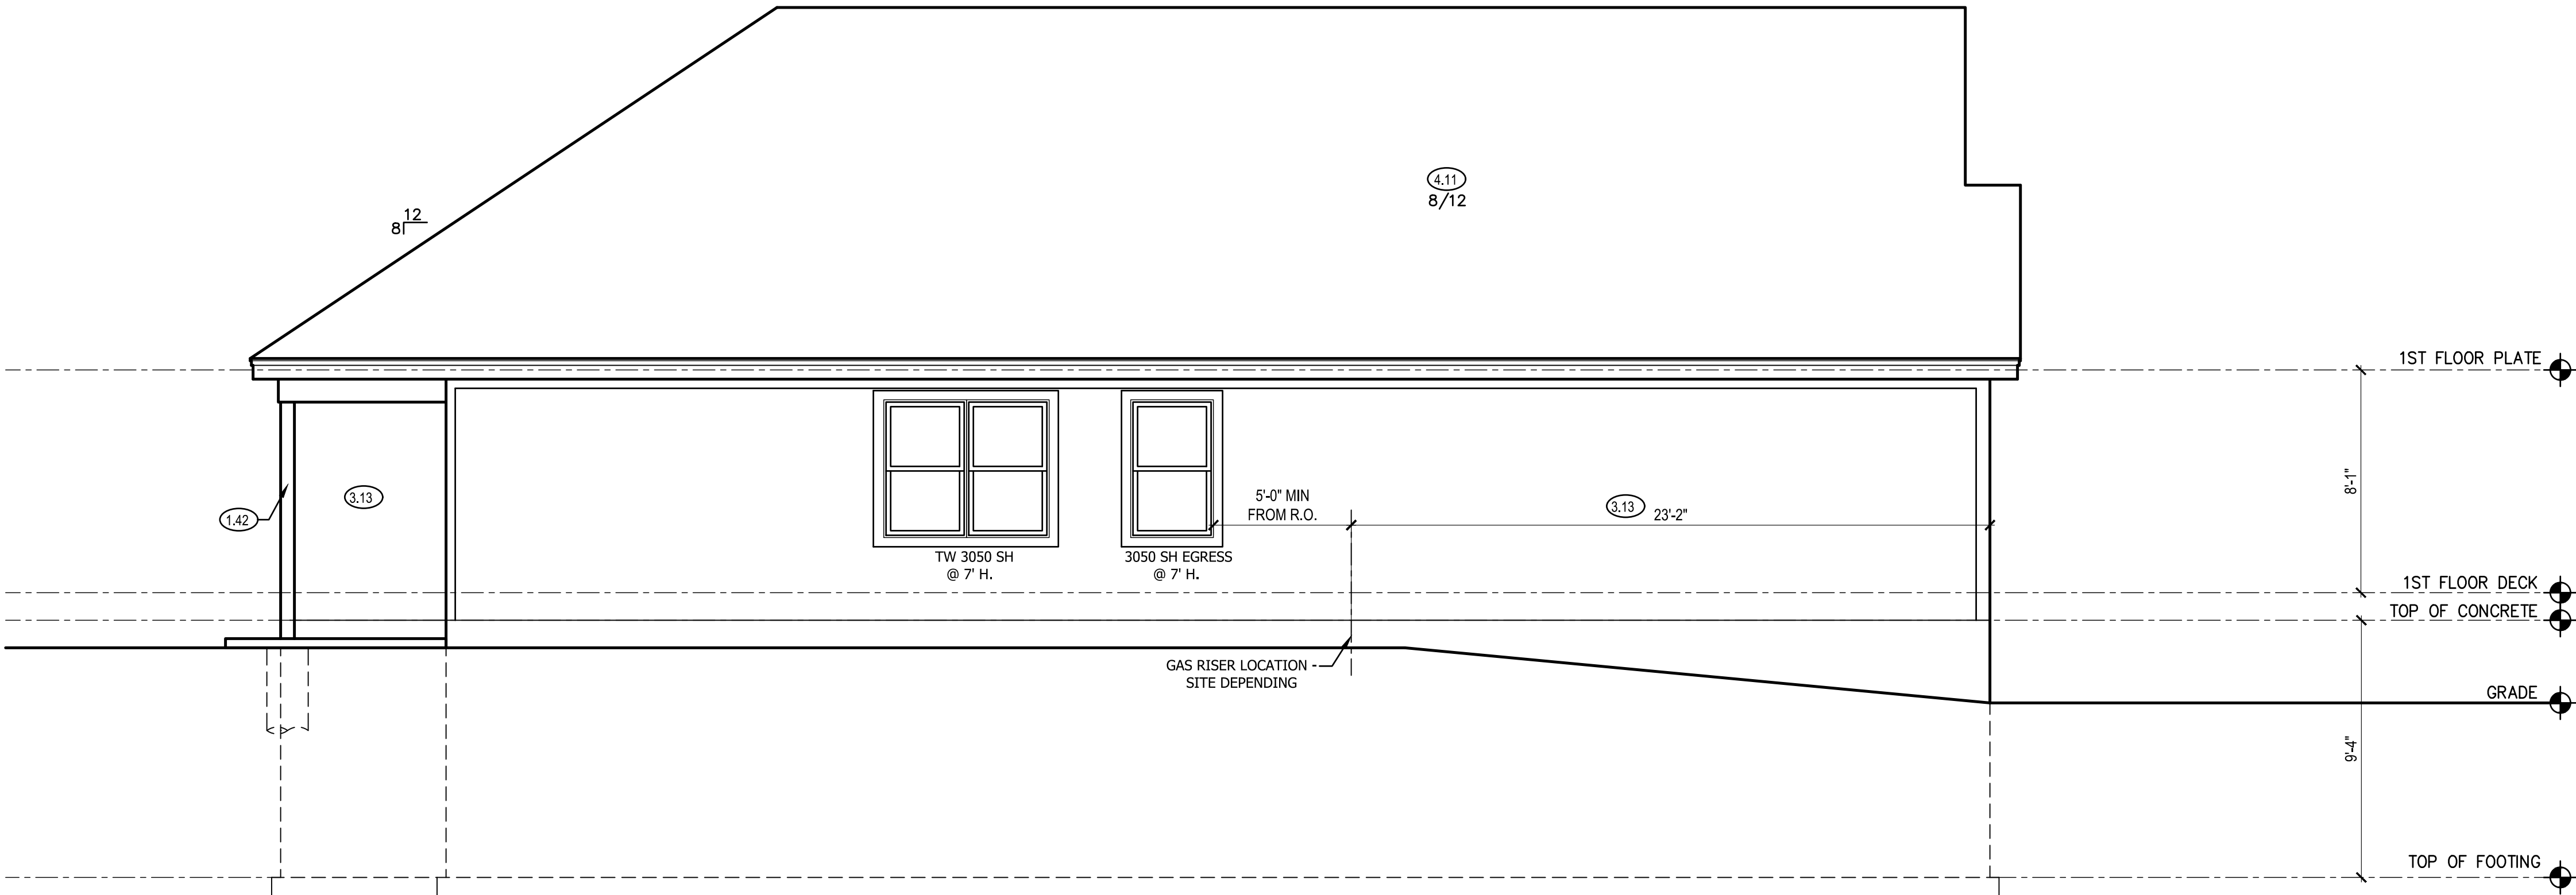 4.11
8/12
12
8
1ST FLOOR PLATE
8'-1"
3.13
1.42
5'-0" MIN
FROM R.O.
3.13
23'-2"
TW 3050 SH
@ 7' H.
3050 SH EGRESS
@ 7' H.
1ST FLOOR DECK
TOP OF CONCRETE
GAS RISER LOCATION -
SITE DEPENDING
GRADE
9'-4"
TOP OF FOOTING